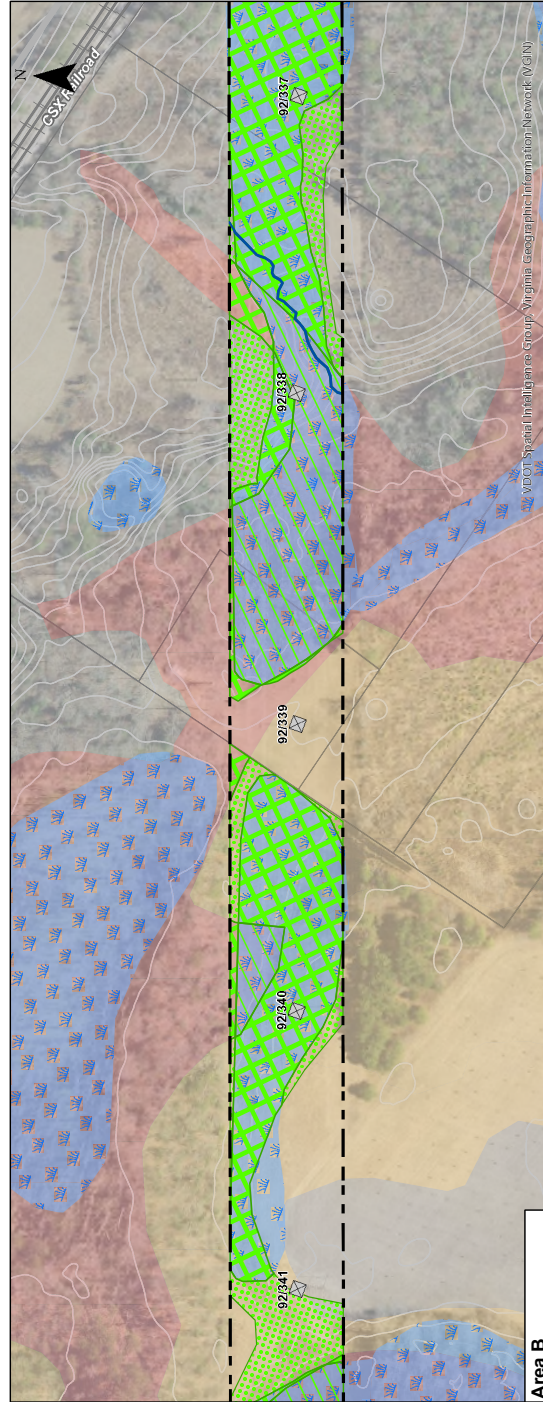 N
CSX Railroad
92/337
92/338
92/339
92/340
92/341
VDOT Spatial Intelligence Group, Virginia Geographic Information Network (VGIN)
Area B